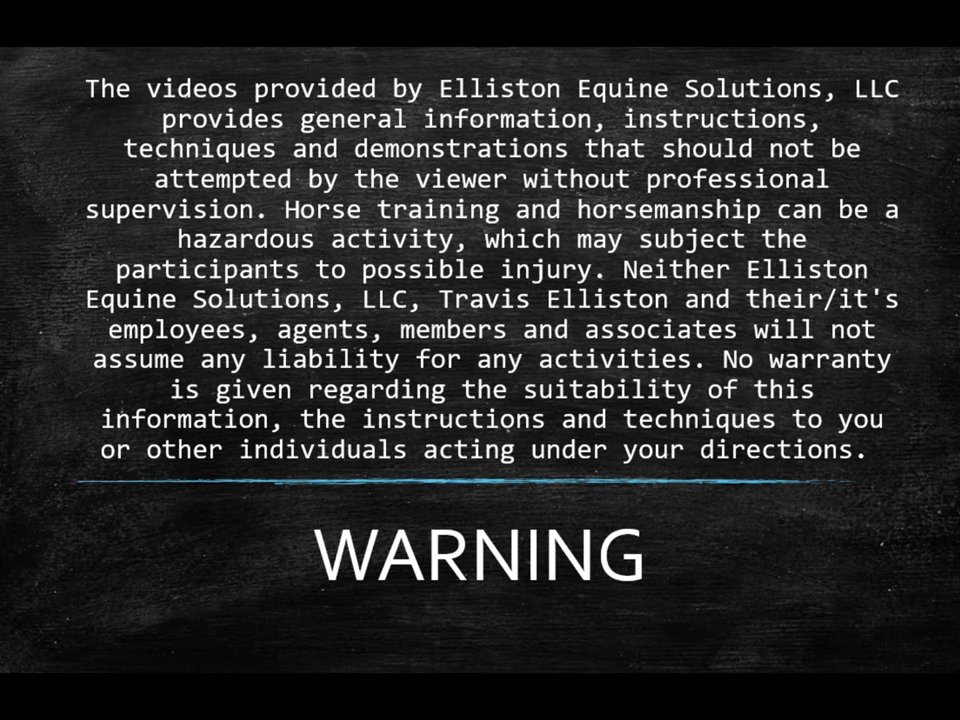 The videos provided by Elliston Equine Solutions, LLC
provides general information, instructions,
techniques and demonstrations that should not be
attempted by the viewer without professional
supervision. Horse training and horsemanship can be a
hazardous activity, which may subject the
participants to possible injury. Neither Elliston
Equine Solutions, LLC, Travis Elliston and their/it's
employees, agents, members and associates will not
assume any liability for any activities. No warranty
is given regarding the suitability of this
information, the instructions and techniques to you
or other individuals acting under your directions.
WARNING